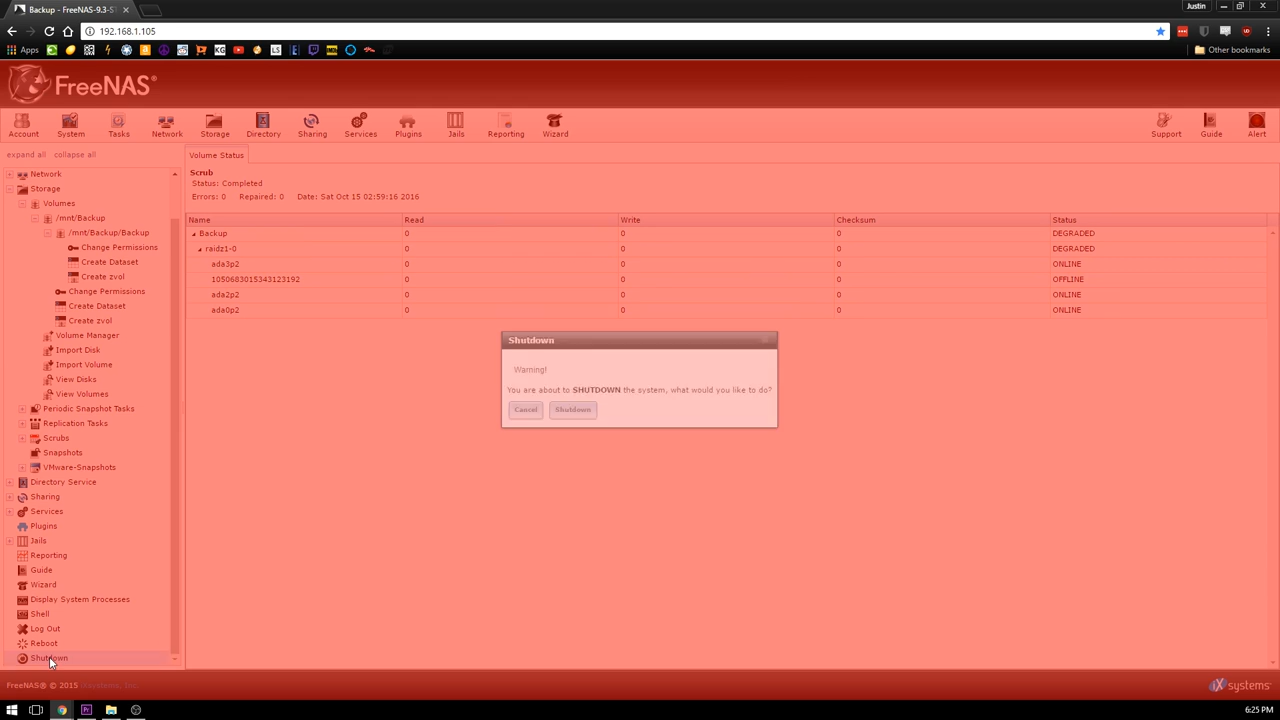 Backup - FreeNAS-9.3-S
Justin
192.168.1.105
Apps
Other bookmarks
FreeNAS®
Account System Tasks Network Storage Directory Sharing Services Plugins Jails Reporting Wizard Support Guide Alert
expand all collapse all
Volume Status
Network
Storage
Volumes
/mnt/Backup
/mnt/Backup/Backup
Change Permissions
Create Dataset
Create zvol
Change Permissions
Create Dataset
Create zvol
Volume Manager
Import Disk
Import Volume
View Disks
View Volumes
Periodic Snapshot Tasks
Replication Tasks
Scrubs
Snapshots
VMware-Snapshots
Directory Service
Sharing
Services
Plugins
Jails
Reporting
Guide
Wizard
Display System Processes
Shell
Log Out
Reboot
Shutdown
Scrub
Status: Completed
Errors: 0 Repaired: 0 Date: Sat Oct 15 02:59:16 2016
Name Read Write Checksum Status
Backup 0 0 0 DEGRADED
raidz1-0 0 0 0 DEGRADED
ada3p2 0 0 0 ONLINE
1050683015343123192 0 0 0 OFFLINE
ada2p2 0 0 0 ONLINE
ada0p2 0 0 0 ONLINE
Shutdown
Warning!
You are about to SHUTDOWN the system, what would you like to do?
Cancel Shutdown
FreeNAS® © 2015 iXsystems, Inc.
iXsystems
6:25 PM